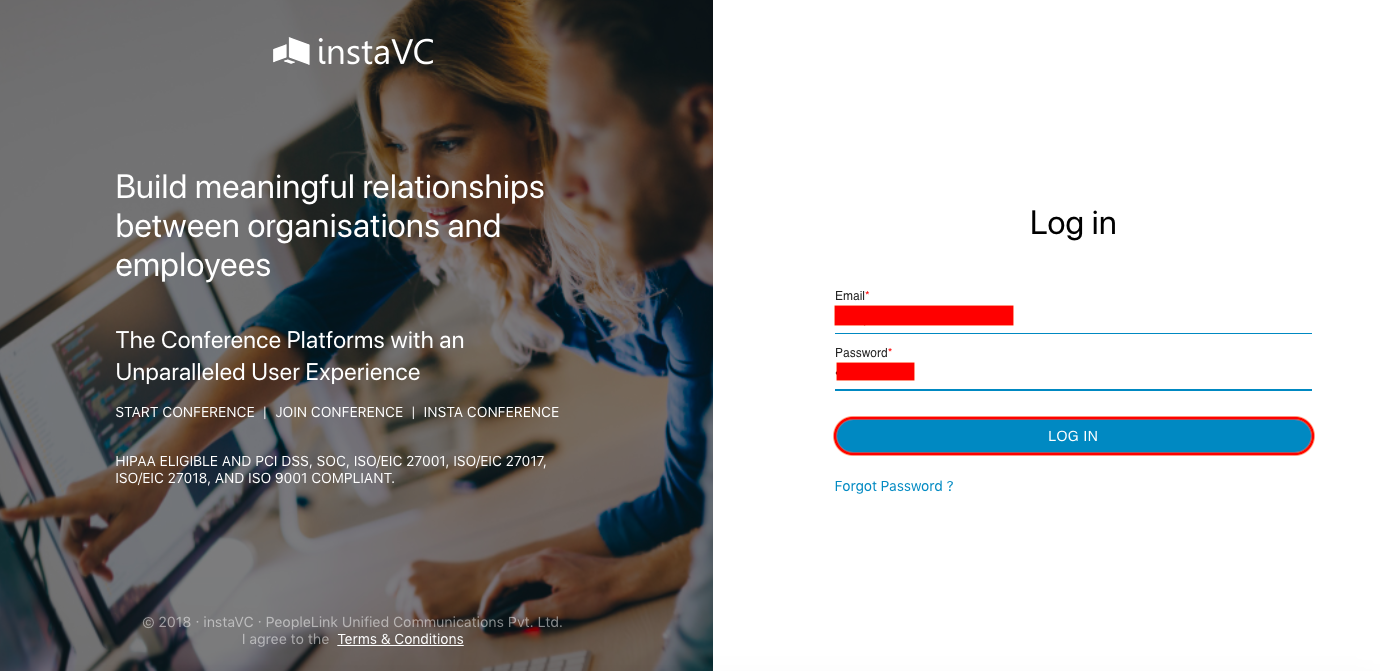 instaVC
Build meaningful relationships
between organisations and
employees
The Conference Platforms with an
Unparalleled User Experience
START CONFERENCE | JOIN CONFERENCE | INSTA CONFERENCE
HIPAA ELIGIBLE AND PCI DSS, SOC, ISO/EIC 27001, ISO/EIC 27017,
ISO/EIC 27018, AND ISO 9001 COMPLIANT.
© 2018 · instaVC · PeopleLink Unified Communications Pvt. Ltd.
I agree to the Terms & Conditions
Log in
Email*
Password*
LOG IN
Forgot Password ?